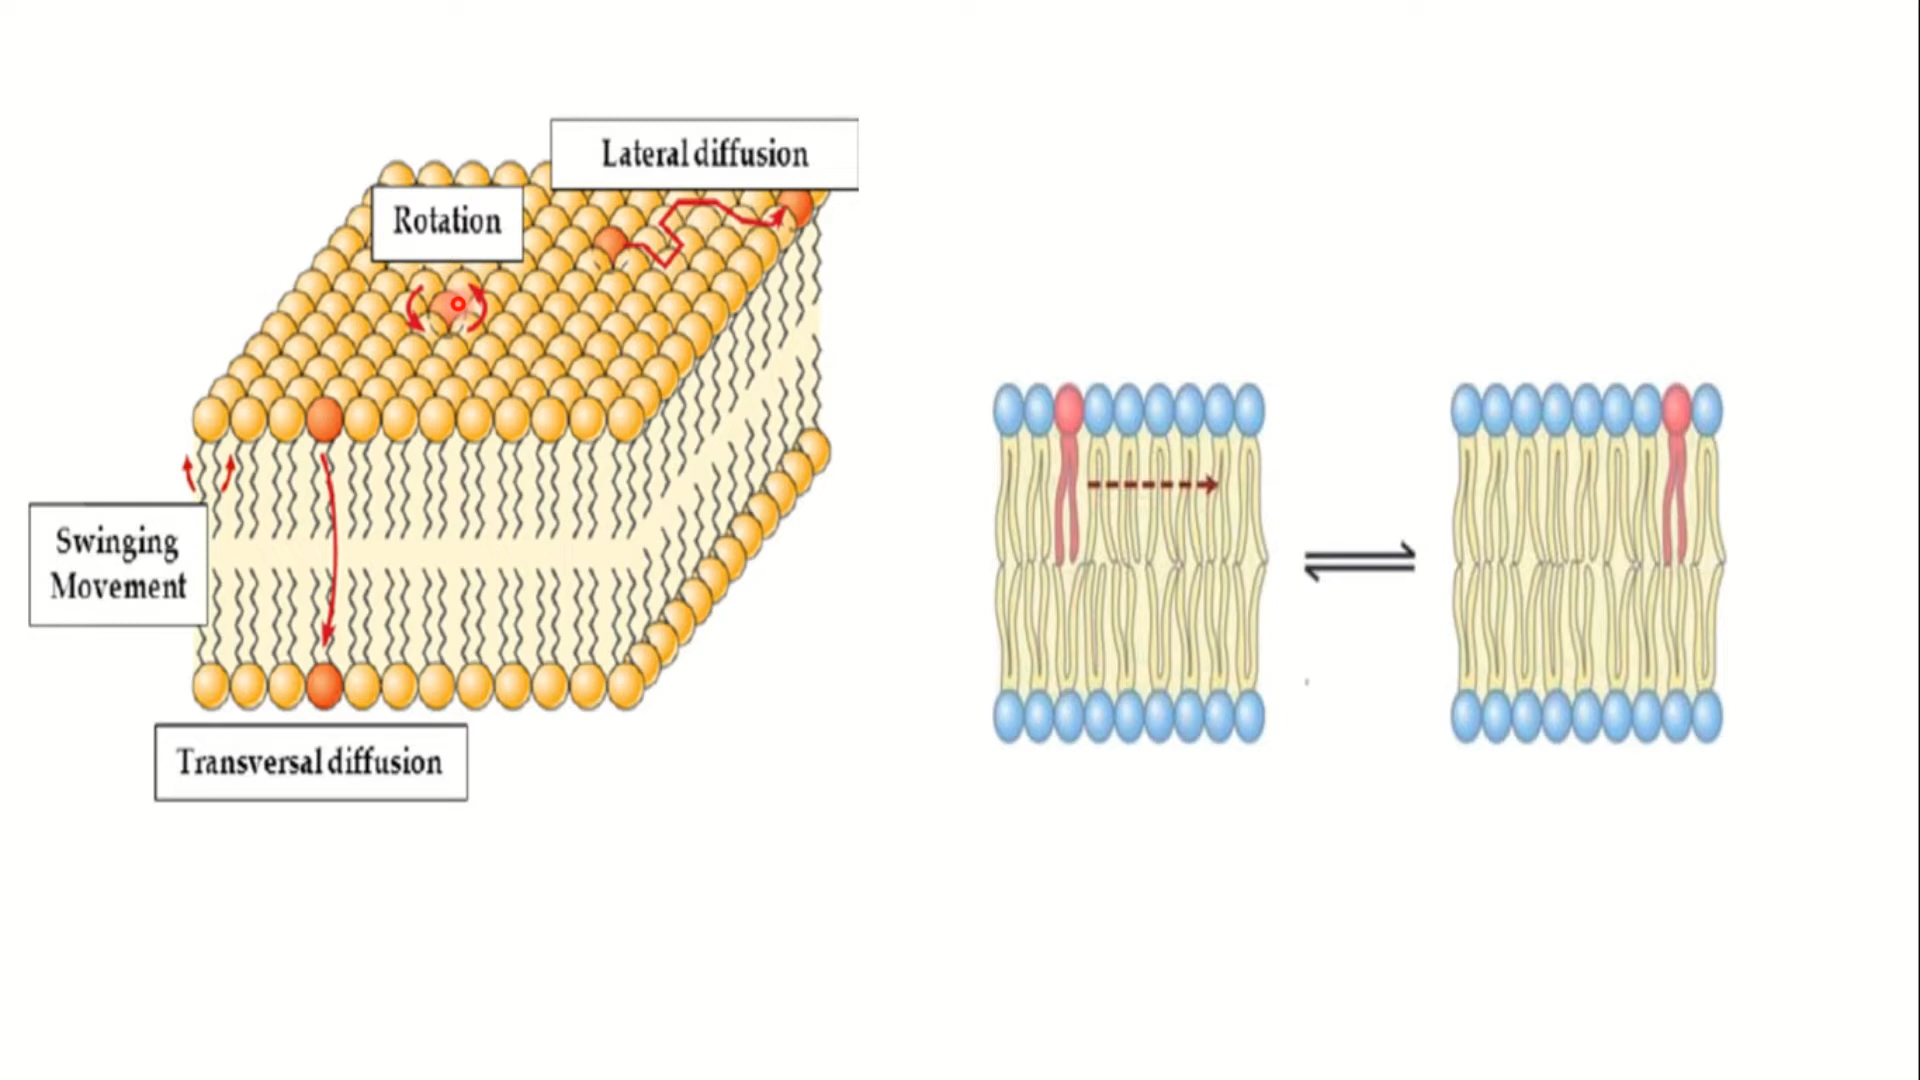 Lateral diffusion
Rotation
Swinging
Movement
Transversal diffusion